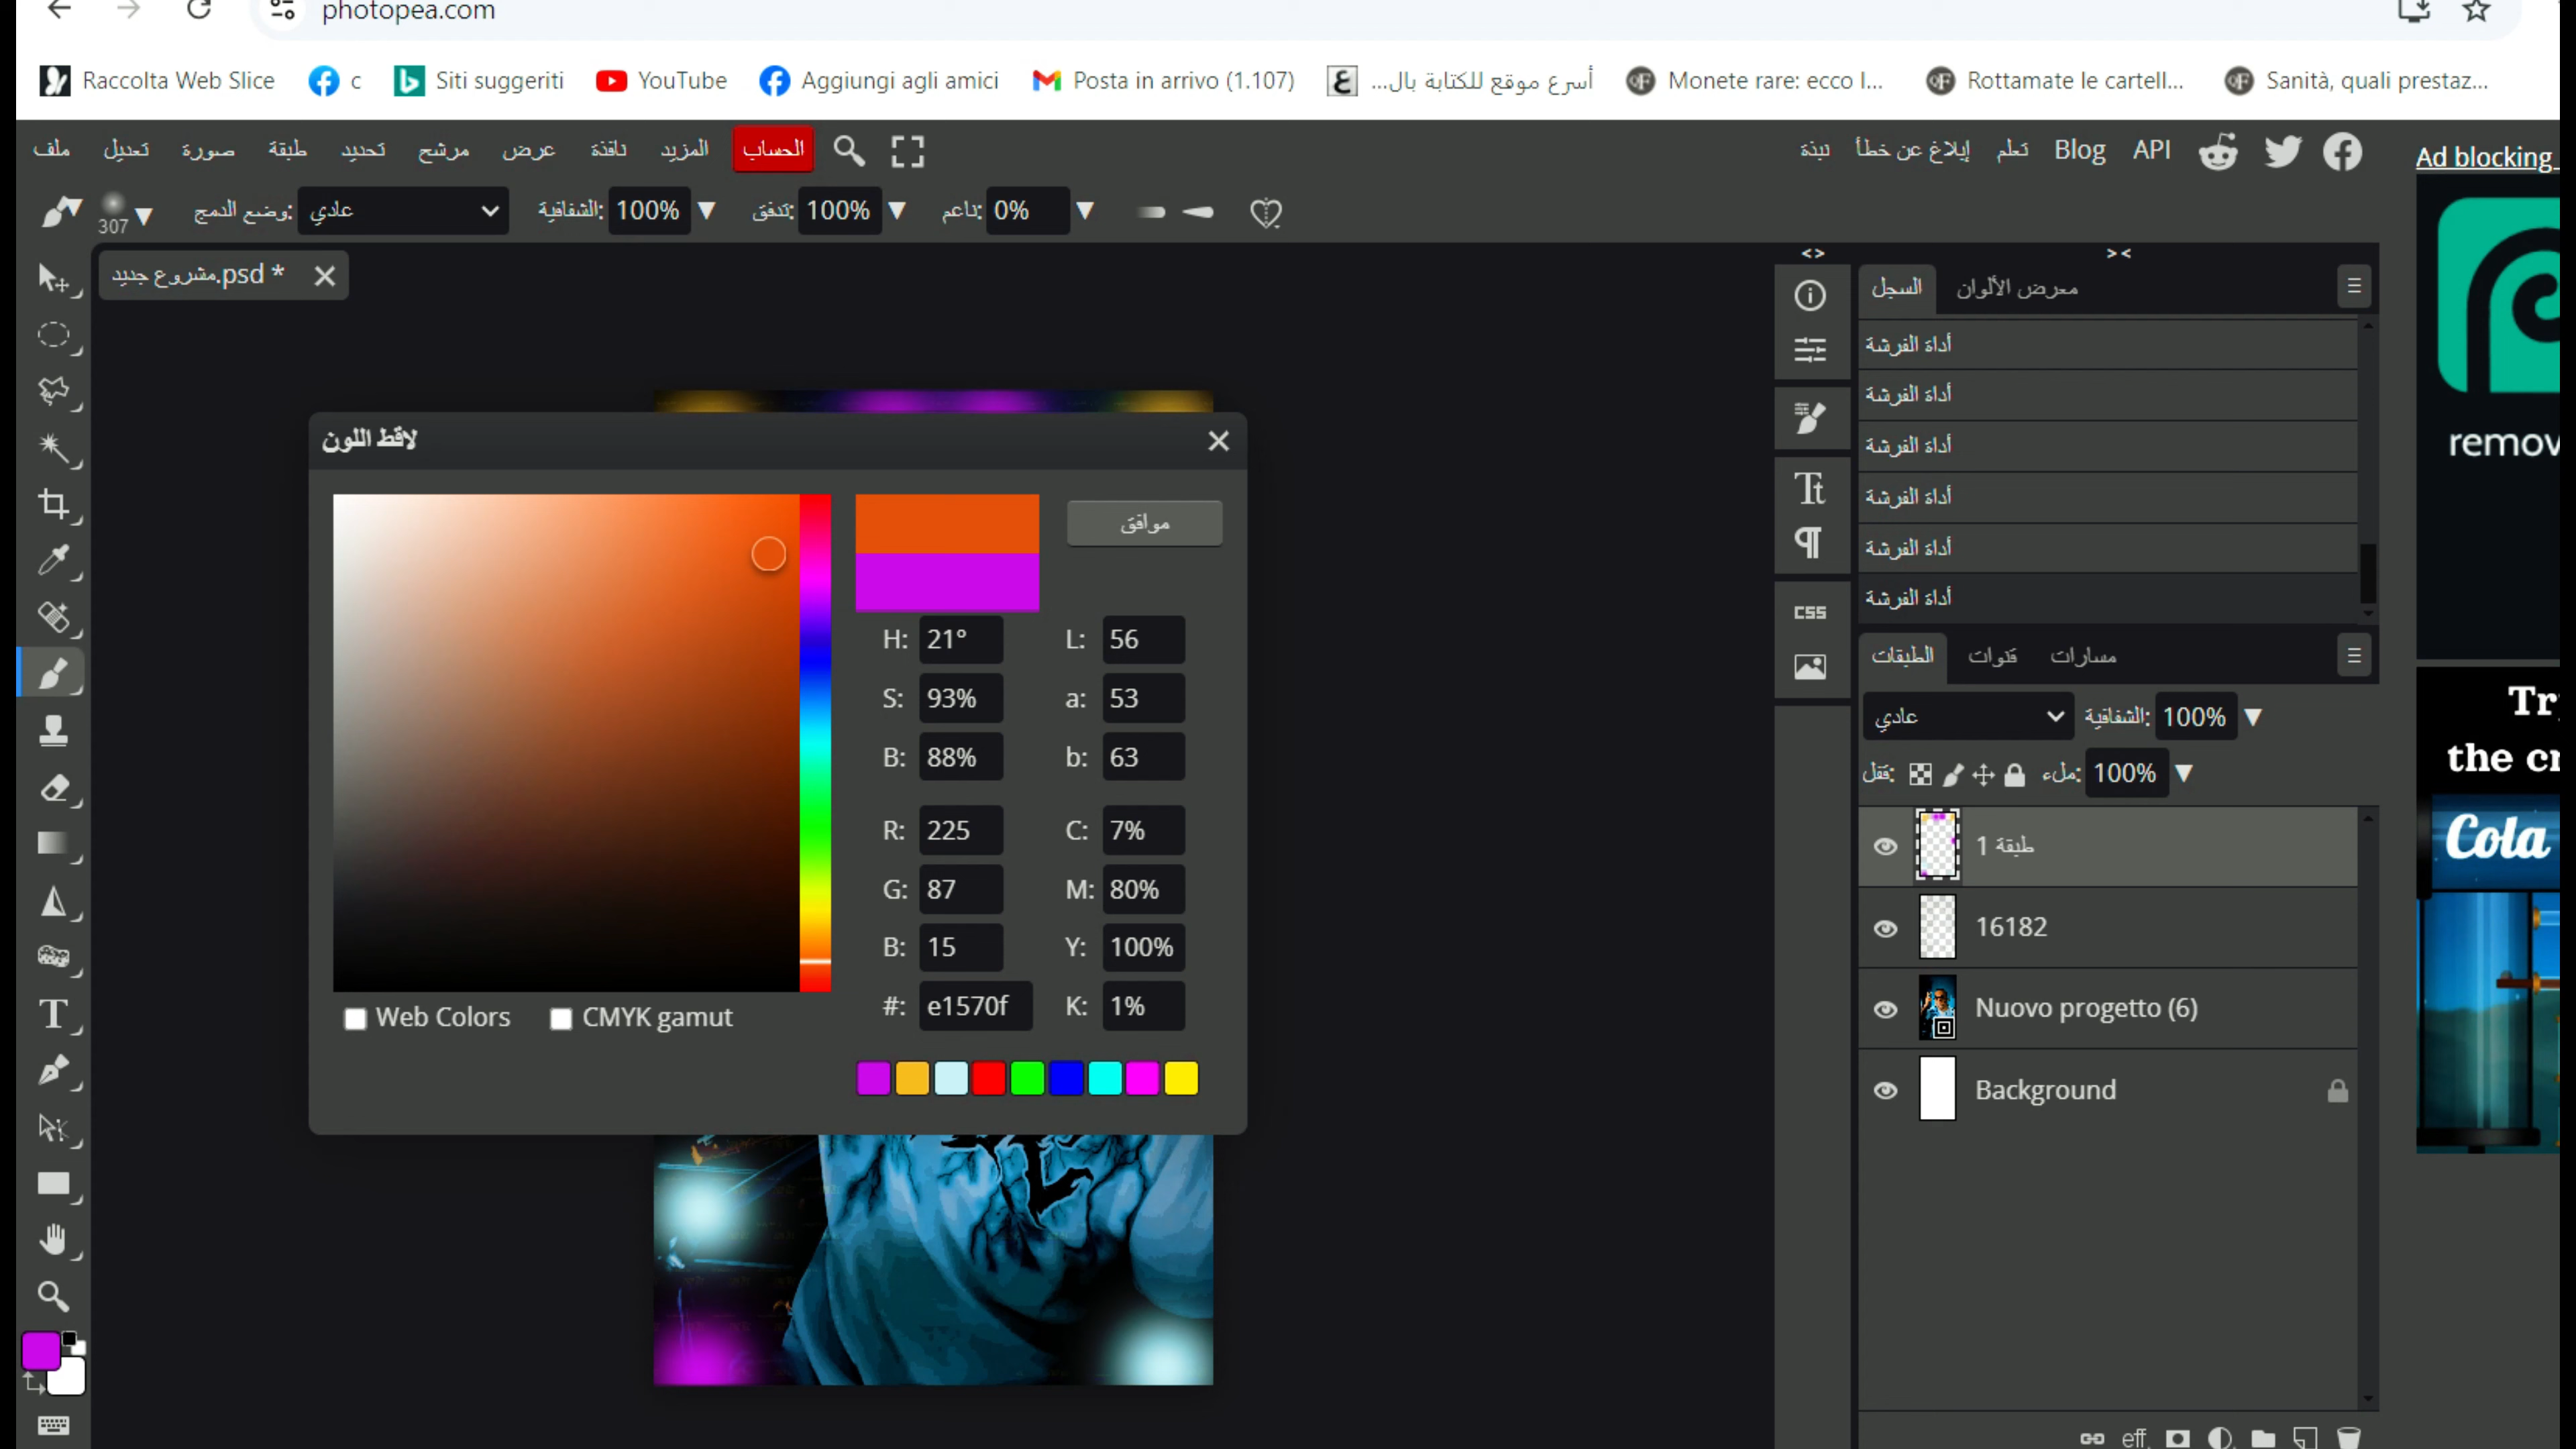 photopea.com
Raccolta Web Slice
c
Siti suggeriti
YouTube
Aggiungi agli amici
Posta in arrivo (1.107)
أسرع موقع للكتابة بال...
Monete rare: ecco l...
Rottamate le cartell...
Sanità, quali prestaz...
ملف
تعديل
صورة
طبقة
تحديد
مرشح
عرض
نافذة
المزيد
الحساب
نبذة
إبلاغ عن خطأ
تعلم
Blog
API
Ad blocking
307
وضع الدمج:
عادي
الشفافية:
100%
تدفق:
100%
ناعم:
0%
مشروع جديد.psd *
السجل
معرض الألوان
أداة الفرشة
أداة الفرشة
أداة الفرشة
أداة الفرشة
أداة الفرشة
أداة الفرشة
CSS
لاقط اللون
موافق
H: 21° L: 56
S: 93% a: 53
B: 88% b: 63
R: 225 C: 7%
G: 87 M: 80%
B: 15 Y: 100%
#: e1570f K: 1%
Web Colors
CMYK gamut
الطبقات
قنوات
مسارات
عادي
الشفافية: 100%
قفل:
ملء: 100%
طبقة 1
16182
Nuovo progetto (6)
Background
eff
remov
the
Cola